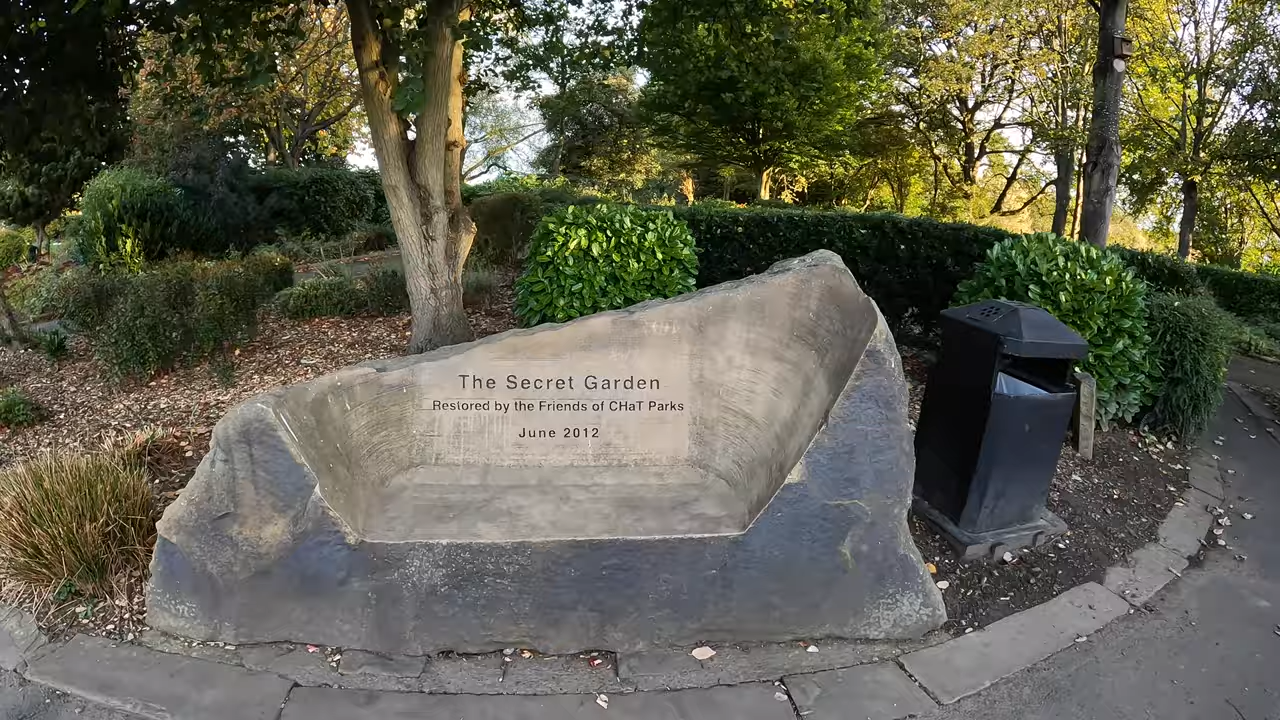 The Secret Garden
Restored by the Friends of CHaT Parks
June 2012